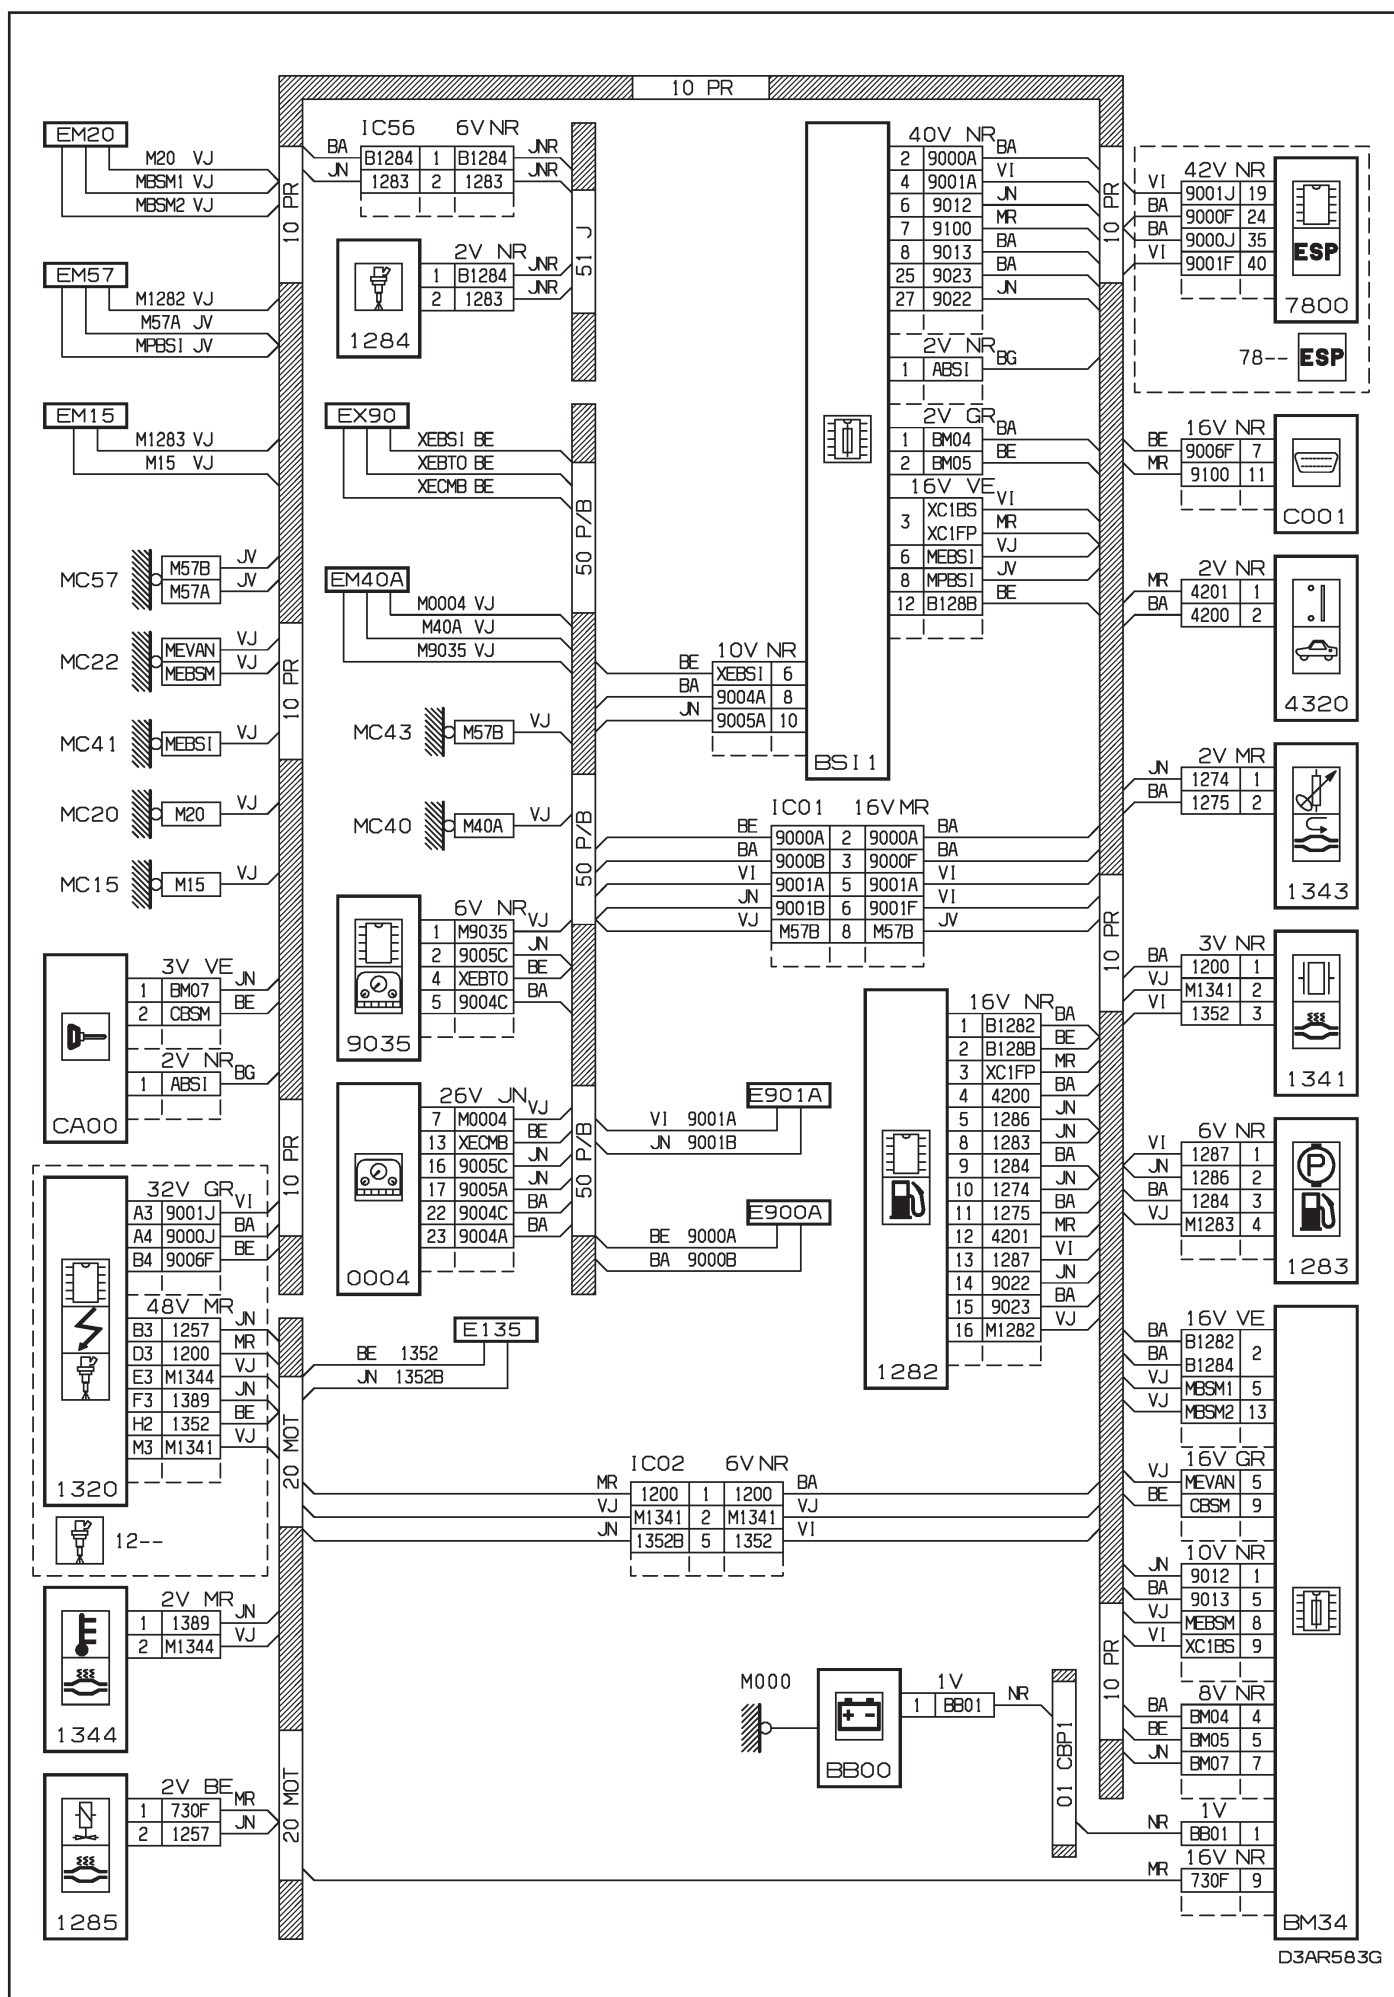 10 PR
EM20
M20 VJ
MBSM1 VJ
MBSM2 VJ
EM57
M1282 VJ
M57A JV
MPBSI JV
EM15
M1283 VJ
M15 VJ
MC57
M57B JV
M57A JV
MC22
MEVAN VJ
MEBSM VJ
MC41
MEBSI VJ
MC20
M20 VJ
MC15
M15 VJ
CA00
3V VE
1 BM07 JN
2 CBSM BE
2V NR
1 ABSI BG
1320
32V GR
A3 9001J VI
A4 9000J BA
B4 9006F BE
48V MR
B3 1257 JN
D3 1200 MR
E3 M1344 VJ
F3 1389 JN
H2 1352 BE
M3 M1341 VJ
12--
1344
2V MR
1 1389 JN
2 M1344 VJ
1285
2V BE
1 730F MR
2 1257 JN
10 PR
10 PR
10 PR
20 MOT
20 MOT
IC56 6V NR
BA B1284 1 B1284 JNR
JN 1283 2 1283 JNR
1284
2V NR
1 B1284 JNR
2 1283 JNR
51 J
EX90
XEBSI BE
XEBTO BE
XECMB BE
EM40A
M0004 VJ
M40A VJ
M9035 VJ
MC43
M57B VJ
MC40
M40A VJ
9035
6V NR
1 M9035 VJ
2 9005C JN
4 XEBTO BE
5 9004C BA
0004
26V JN
7 M0004 VJ
13 XECMB BE
16 9005C JN
17 9005A JN
22 9004C BA
23 9004A BA
50 P/B
50 P/B
50 P/B
E135
BE 1352
JN 1352B
E901A
VI 9001A
JN 9001B
E900A
BE 9000A
BA 9000B
BSI1
40V NR
2 9000A BA
4 9001A VI
6 9012 JN
7 9100 MR
8 9013 BA
25 9023 BA
27 9022 JN
2V NR
1 ABSI BG
2V GR
1 BM04 BA
2 BM05 BE
16V VE
3 XC1BS VI
XC1FP MR
6 MEBSI VJ
8 MPBSI JV
12 B128B BE
10V NR
BE XEBSI 6
BA 9004A 8
JN 9005A 10
IC01 16V MR
BE 9000A 2 9000A BA
BA 9000B 3 9000F BA
VI 9001A 5 9001A VI
JN 9001B 6 9001F VI
VJ M57B 8 M57B JV
1282
16V NR
1 B1282 BA
2 B128B BE
3 XC1FP MR
4 4200 BA
5 1286 JN
8 1283 JN
9 1284 BA
10 1274 JN
11 1275 BA
12 4201 MR
13 1287 VI
14 9022 JN
15 9023 BA
16 M1282 VJ
IC02 6V NR
MR 1200 1 1200 BA
VJ M1341 2 M1341 VJ
JN 1352B 5 1352 VI
M000
BB00
1V
1 BB01 NR
01 CBP1
10 PR
10 PR
10 PR
42V NR
VI 9001J 19
BA 9000F 24
BA 9000J 35
VI 9001F 40
ESP
7800
78-- ESP
16V NR
BE 9006F 7
MR 9100 11
C001
2V NR
MR 4201 1
BA 4200 2
4320
2V MR
JN 1274 1
BA 1275 2
1343
3V NR
BA 1200 1
VJ M1341 2
VI 1352 3
1341
6V NR
VI 1287 1
JN 1286 2
BA 1284 3
VJ M1283 4
P
1283
16V VE
BA B1282 2
BA B1284
VJ MBSM1 5
VJ MBSM2 13
16V GR
VJ MEVAN 5
BE CBSM 9
10V NR
JN 9012 1
BA 9013 5
VJ MEBSM 8
VI XC1BS 9
8V NR
BA BM04 4
BE BM05 5
JN BM07 7
1V
NR BB01 1
16V NR
MR 730F 9
BM34
D3AR583G